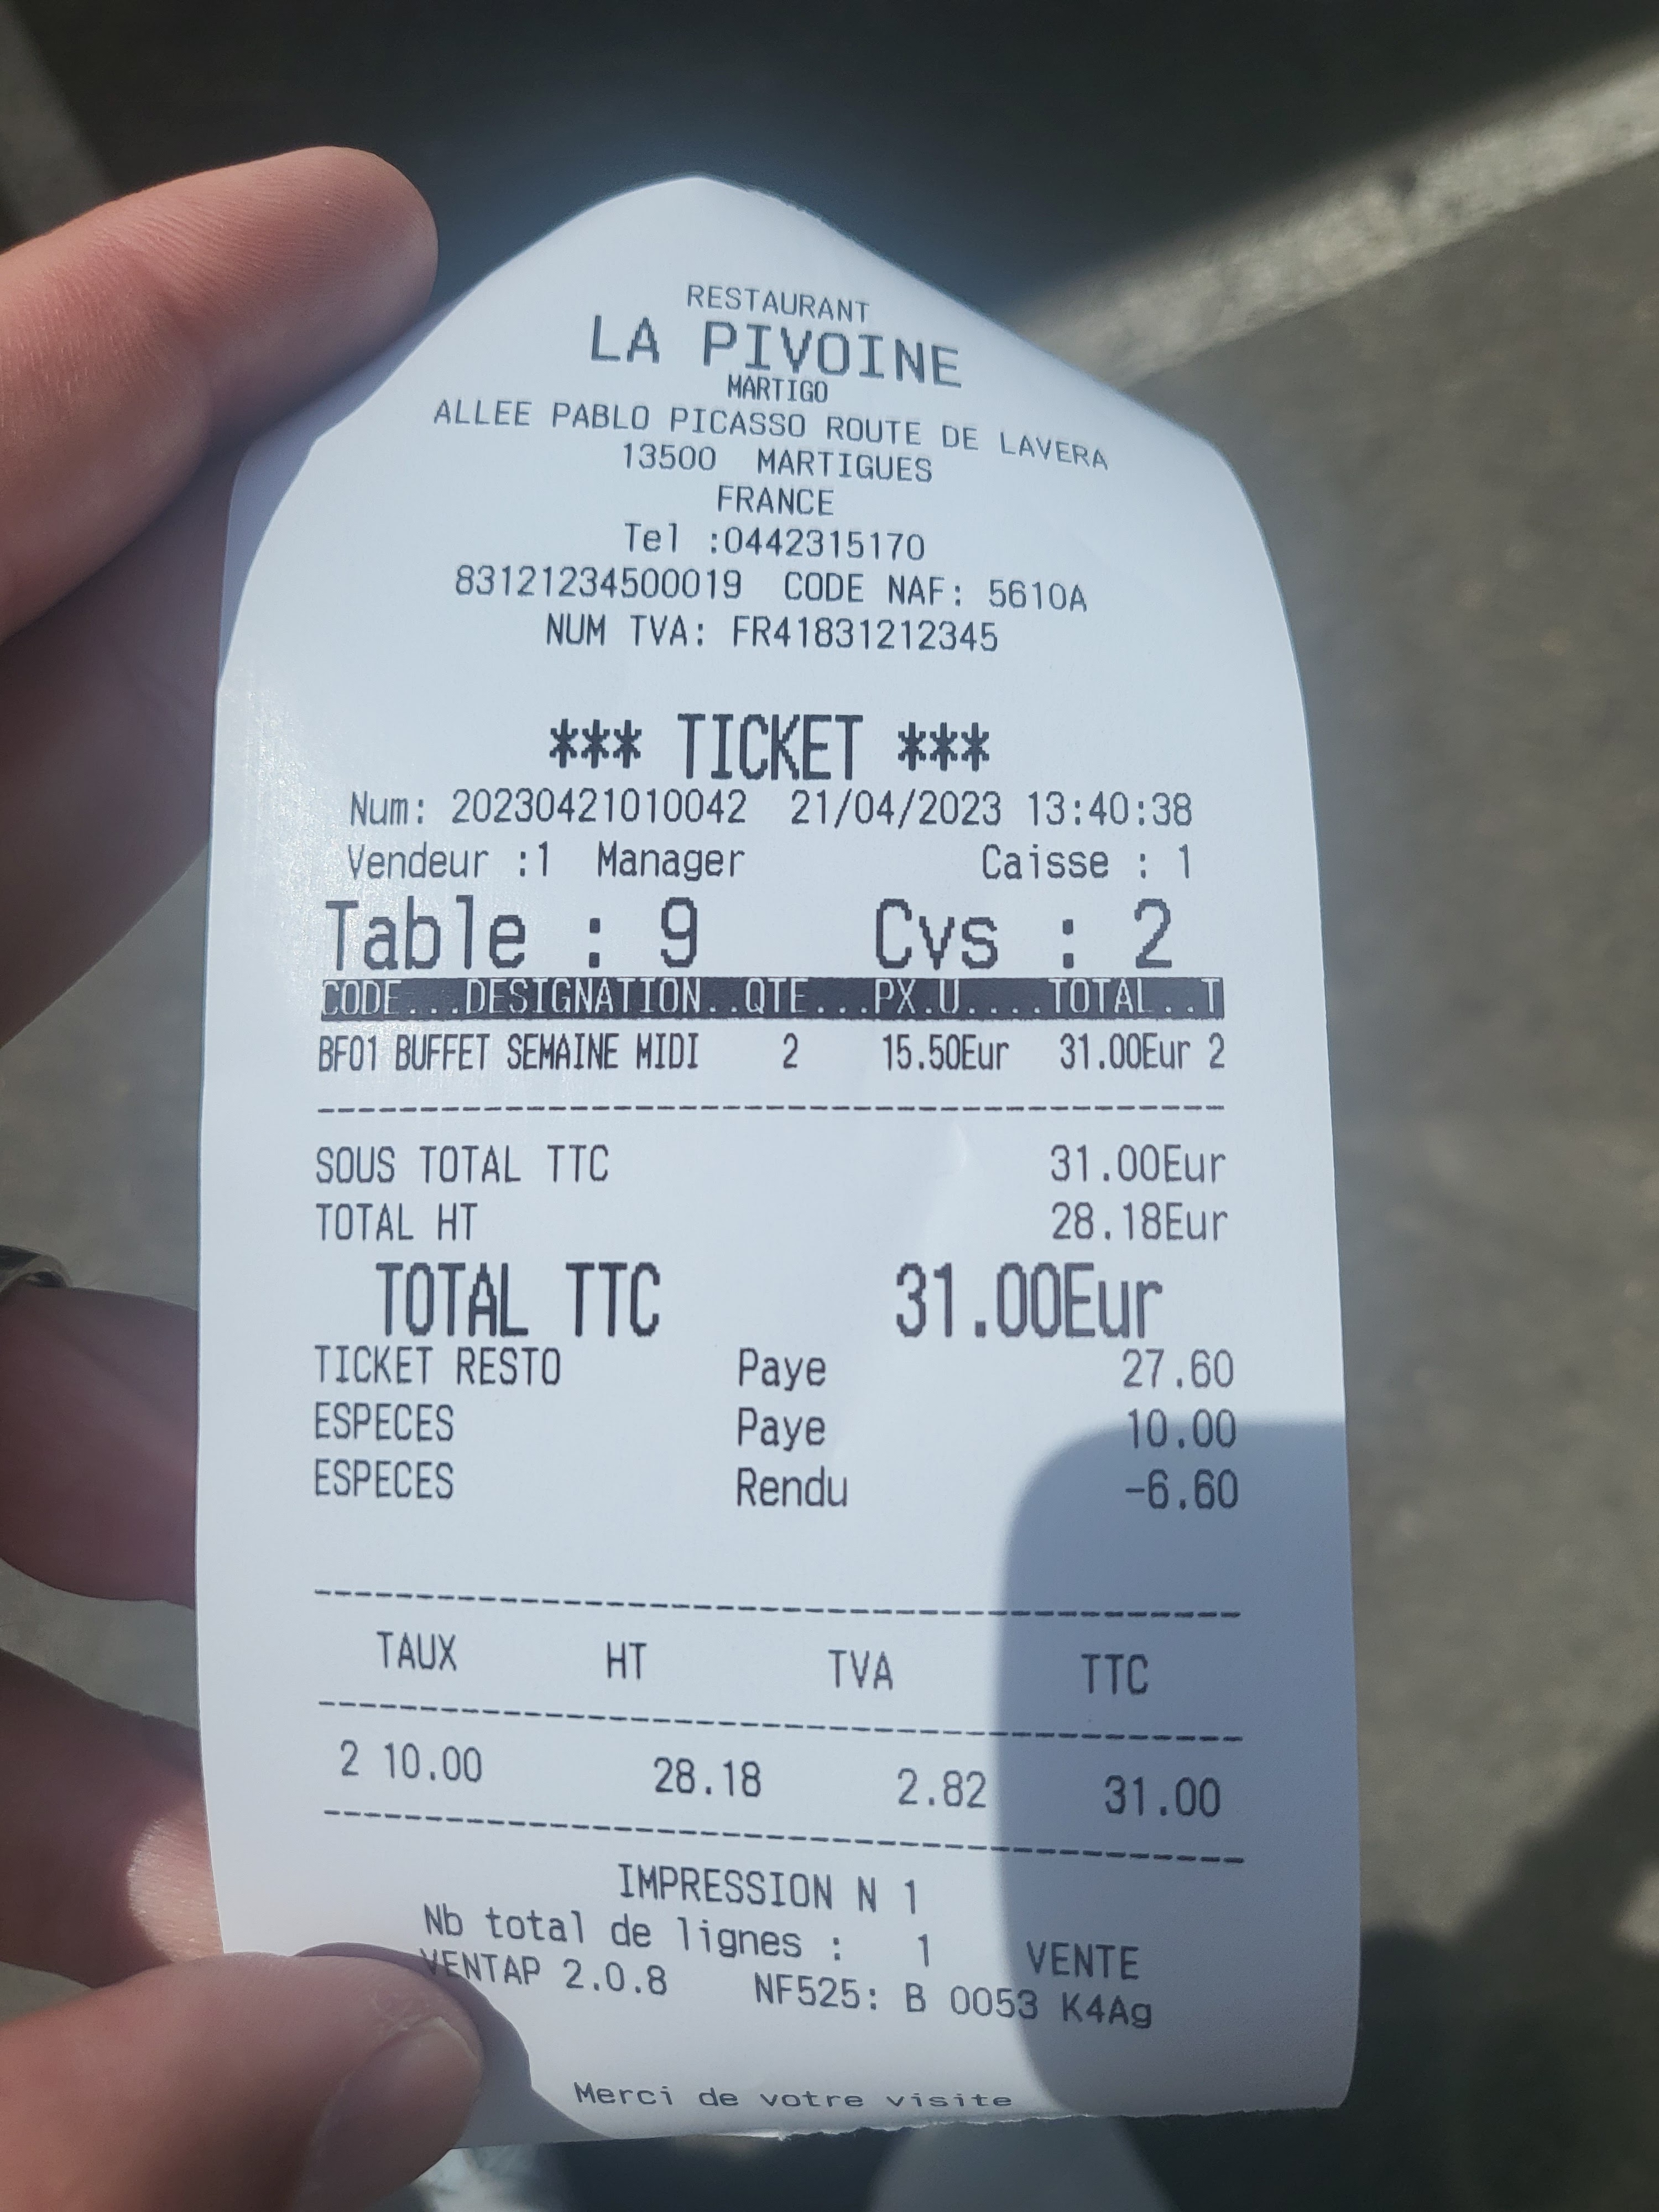 RESTAURANT
LA PIVOINE
MARTIGO
ALLEE PABLO PICASSO ROUTE DE LAVERA
13500 MARTIGUES
FRANCE
Tel :0442315170
83121234500019 CODE NAF: 5610A
NUM TVA: FR41831212345
*** TICKET ***
Num: 20230421010042 21/04/2023 13:40:38
Vendeur :1 Manager Caisse : 1
Table : 9 Cvs : 2
CODE...DESIGNATION..QTE...PX.U....TOTAL..T
BF01 BUFFET SEMAINE MIDI 2 15.50Eur 31.00Eur 2
SOUS TOTAL TTC 31.00Eur
TOTAL HT 28.18Eur
TOTAL TTC 31.00Eur
TICKET RESTO Paye 27.60
ESPECES Paye 10.00
ESPECES Rendu -6.60
TAUX HT TVA TTC
2 10.00 28.18 2.82 31.00
IMPRESSION N 1
Nb total de lignes : 1 VENTE
VENTAP 2.0.8 NF525: B 0053 K4Ag
Merci de votre visite